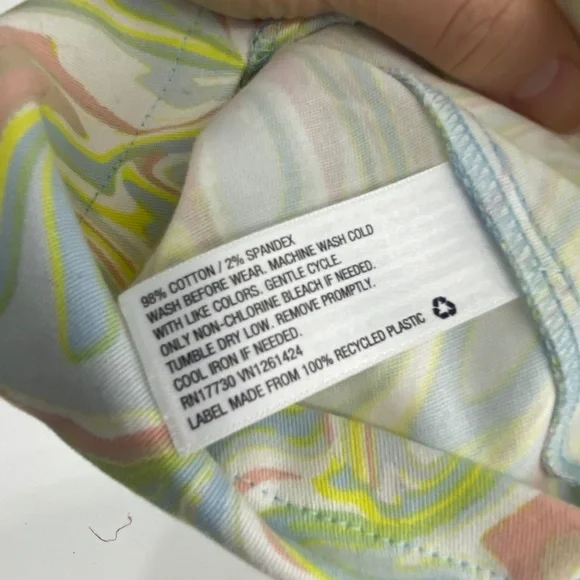 98% COTTON / 2% SPANDEX
WASH BEFORE WEAR. MACHINE WASH COLD
WITH LIKE COLORS. GENTLE CYCLE.
ONLY NON-CHLORINE BLEACH IF NEEDED.
TUMBLE DRY LOW. REMOVE PROMPTLY.
COOL IRON IF NEEDED.
RN17730 VN1261424
LABEL MADE FROM 100% RECYCLED PLASTIC